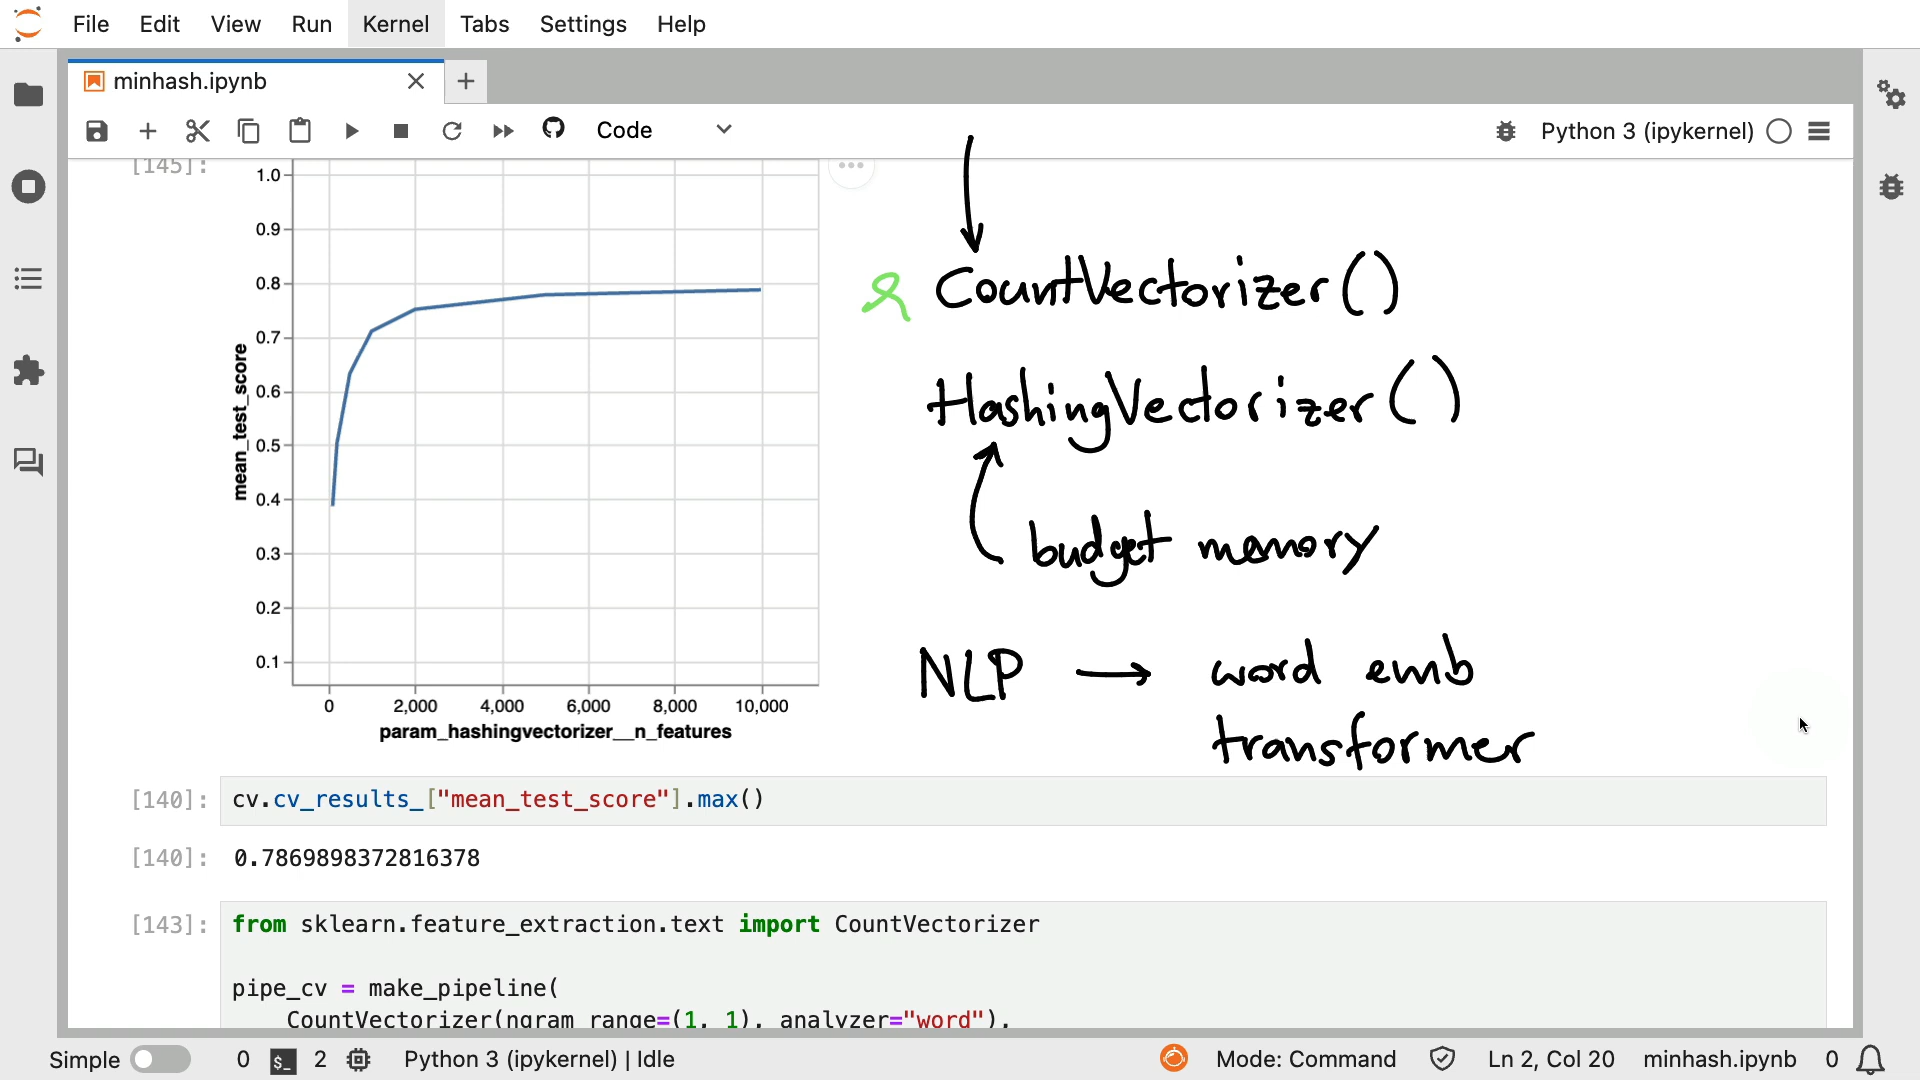 File Edit View Run Kernel Tabs Settings Help
minhash.ipynb
Code
Python 3 (ipykernel)
[145]:
1.0
0.9
0.8
0.7
0.6
0.5
0.4
0.3
0.2
0.1
mean_test_score
0 2,000 4,000 6,000 8,000 10,000
param_hashingvectorizer__n_features
CountVectorizer()
HashingVectorizer()
budget memory
NLP → word emb
transformer
[140]: cv.cv_results_["mean_test_score"].max()
[140]: 0.7869898372816378
[143]: from sklearn.feature_extraction.text import CountVectorizer
pipe_cv = make_pipeline(
CountVectorizer(ngram_range=(1, 1), analyzer="word"),
Simple 0 $_ 2 Python 3 (ipykernel) | Idle Mode: Command Ln 2, Col 20 minhash.ipynb 0